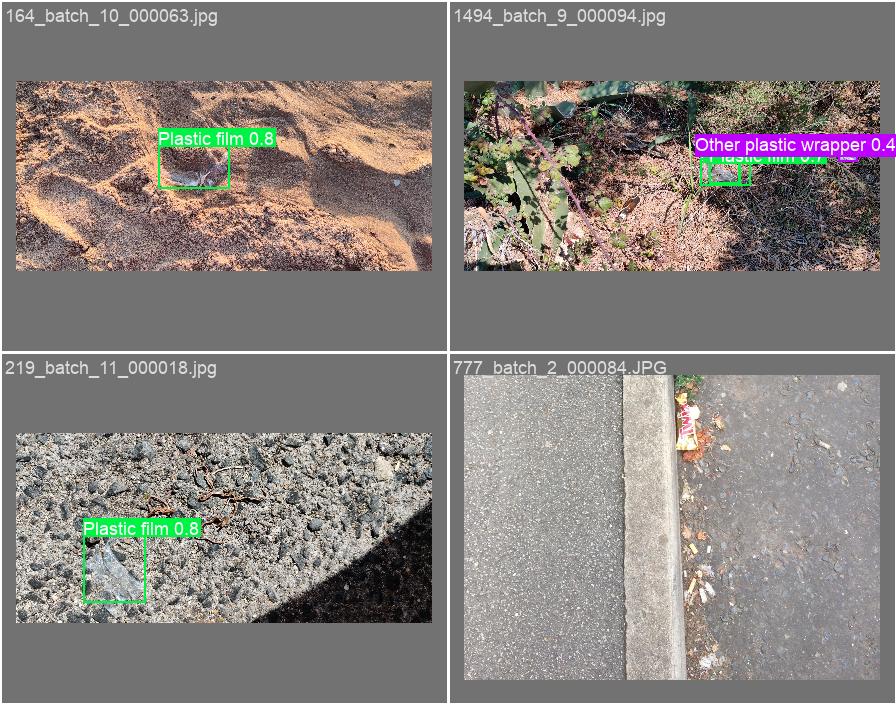 164_batch_10_000063.jpg
1494_batch_9_000094.jpg
Plastic film 0.8
Other plastic wrapper 0.4
219_batch_11_000018.jpg
777_batch_2_000084.JPG
Plastic film 0.8